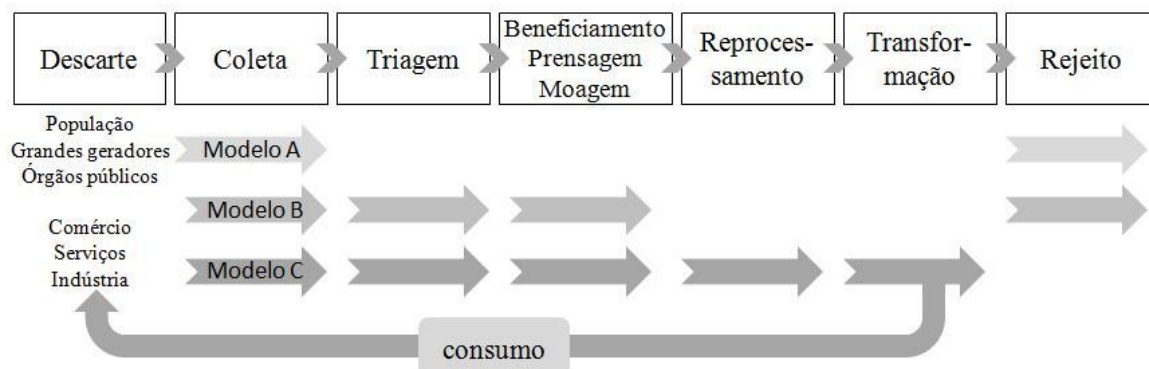 Descarte
Coleta
Triagem
Beneficiamento
Prensagem
Moagem
Reproces-
samento
Transfor-
mação
Rejeito
População
Grandes geradores
Órgãos públicos
Modelo A
Modelo B
Comércio
Serviços
Indústria
Modelo C
consumo